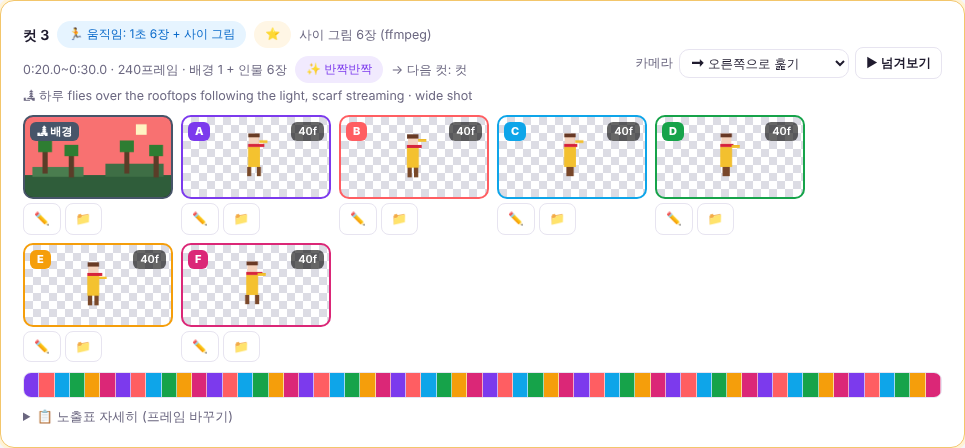 컷 3 🏃 움직임: 1초 6장 + 사이 그림 ⭐ 사이 그림 6장 (ffmpeg)
0:20.0~0:30.0 · 240프레임 · 배경 1 + 인물 6장 ✨ 반짝반짝 → 다음 컷: 컷
카메라 ➞ 오른쪽으로 훑기 ▶ 넘겨보기
🏞 하루 flies over the rooftops following the light, scarf streaming · wide shot
🏞 배경 A 40f B 40f C 40f D 40f
E 40f F 40f
▶ 📋 노출표 자세히 (프레임 바꾸기)